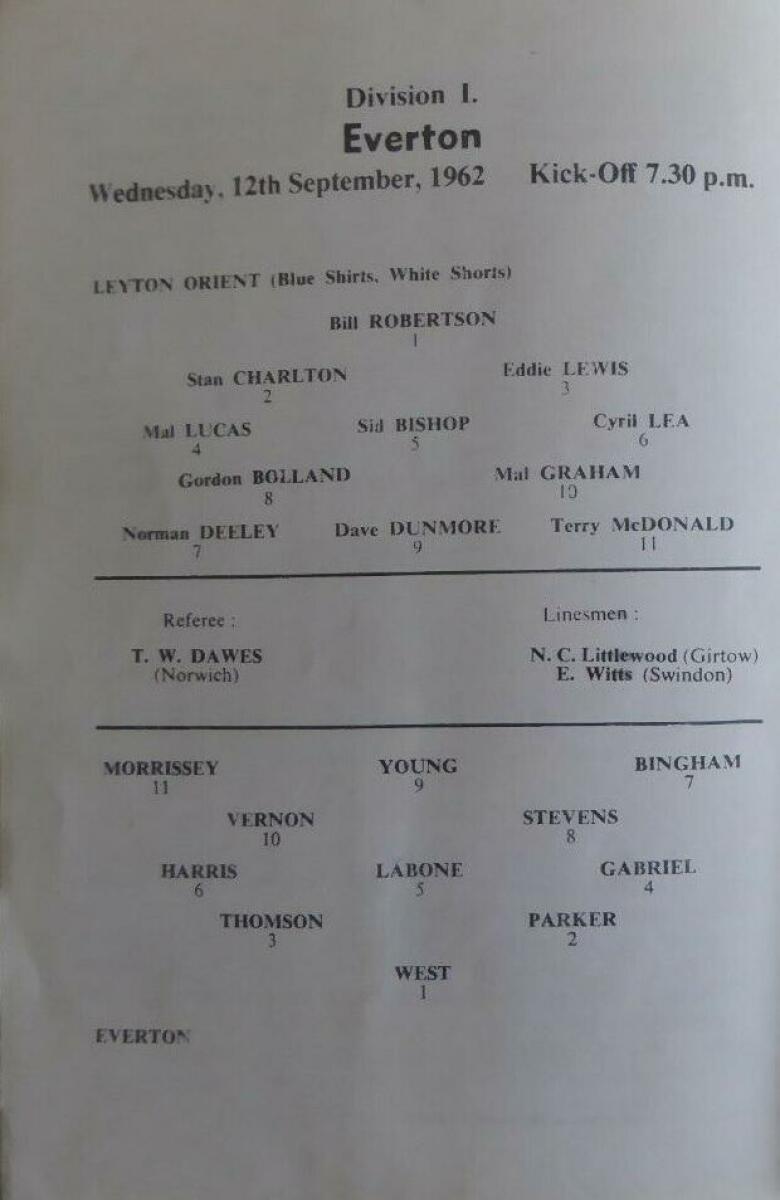 Division I.
Everton
Wednesday, 12th September, 1962 Kick-Off 7.30 p.m.
LEYTON ORIENT (Blue Shirts, White Shorts)
Bill ROBERTSON
1
Stan CHARLTON Eddie LEWIS
2 3
Mal LUCAS Sid BISHOP Cyril LEA
4 5 6
Gordon BOLLAND Mal GRAHAM
8 10
Norman DEELEY Dave DUNMORE Terry McDONALD
7 9 11
Referee : Linesmen :
T. W. DAWES N. C. Littlewood (Girtow)
(Norwich) E. Witts (Swindon)
MORRISSEY YOUNG BINGHAM
11 9 7
VERNON STEVENS
10 8
HARRIS LABONE GABRIEL
6 5 4
THOMSON PARKER
3 2
WEST
1
EVERTON